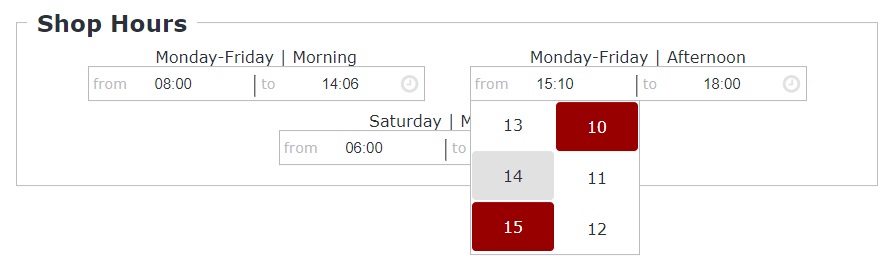 Shop Hours
Monday-Friday | Morning
from 08:00 | to 14:06
Monday-Friday | Afternoon
from 15:10 | to 18:00
Saturday |
from 06:00 | to
13 10
14 11
15 12